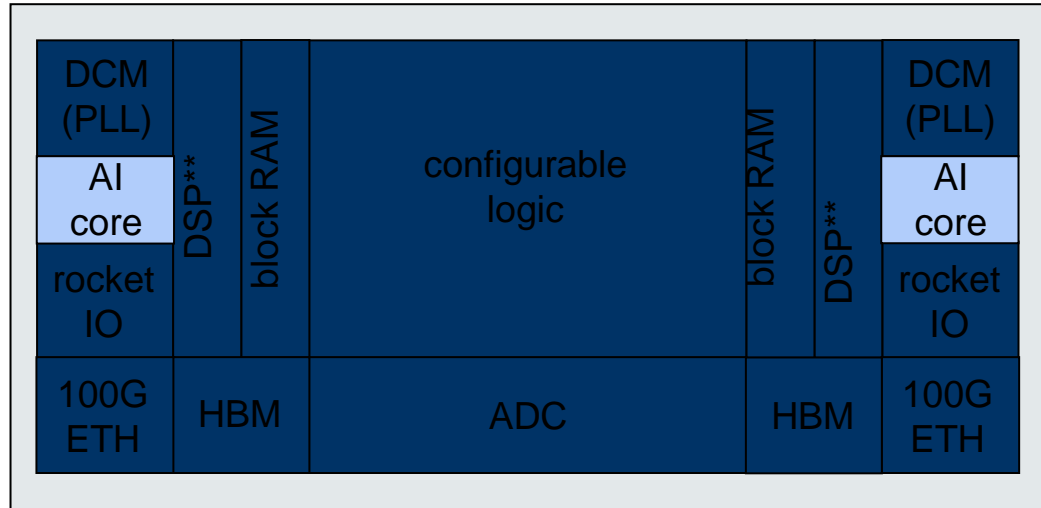 DCM
(PLL)
AI
core
rocket
IO
100G
ETH
DSP**
block RAM
HBM
configurable
logic
ADC
block RAM
DSP**
HBM
DCM
(PLL)
AI
core
rocket
IO
100G
ETH